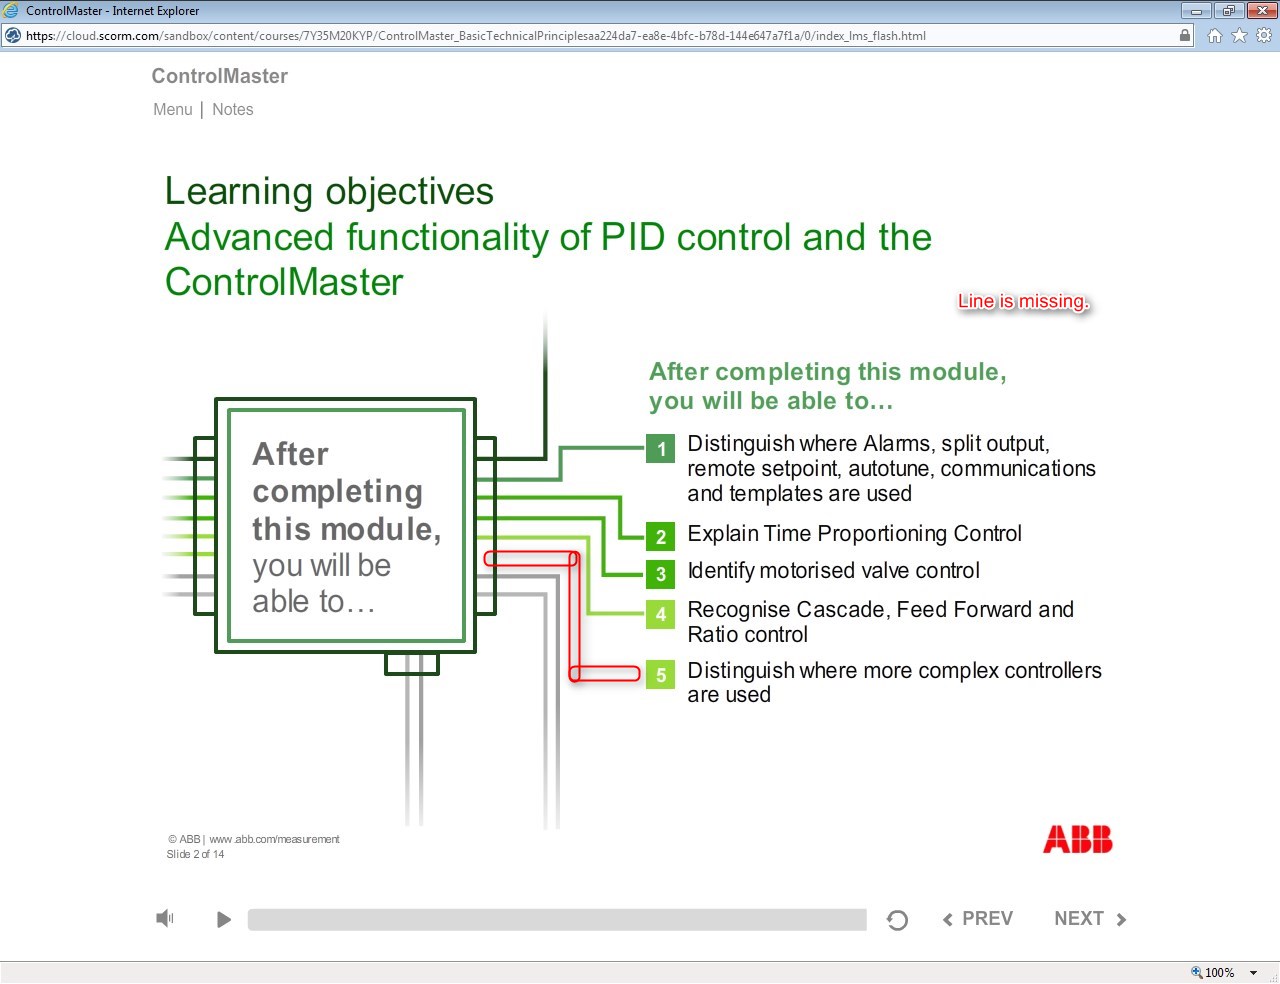 ControlMaster - Internet Explorer
https://cloud.scorm.com/sandbox/content/courses/7Y35M20KYP/ControlMaster_BasicTechnicalPrinciplesaa224da7-ea8e-4bfc-b78d-144e647a7f1a/0/index_lms_flash.html
ControlMaster
Menu | Notes
Learning objectives
Advanced functionality of PID control and the
ControlMaster
Line is missing.
After completing this module,
you will be able to…
After
completing
this module,
you will be
able to…
1 Distinguish where Alarms, split output,
remote setpoint, autotune, communications
and templates are used
2 Explain Time Proportioning Control
3 Identify motorised valve control
4 Recognise Cascade, Feed Forward and
Ratio control
5 Distinguish where more complex controllers
are used
© ABB | www.abb.com/measurement
Slide 2 of 14
ABB
PREV NEXT
100%